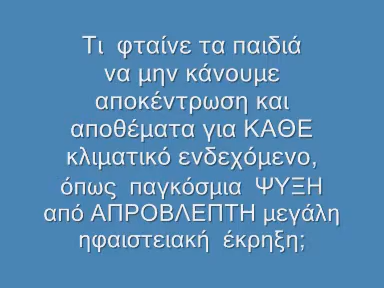 Τι φταίνε τα παιδιά
να μην κάνουμε
αποκέντρωση και
αποθέματα για ΚΑΘΕ
κλιματικό ενδεχόμενο,
όπως παγκόσμια ΨΥΞΗ
από ΑΠΡΟΒΛΕΠΤΗ μεγάλη
ηφαιστειακή έκρηξη;